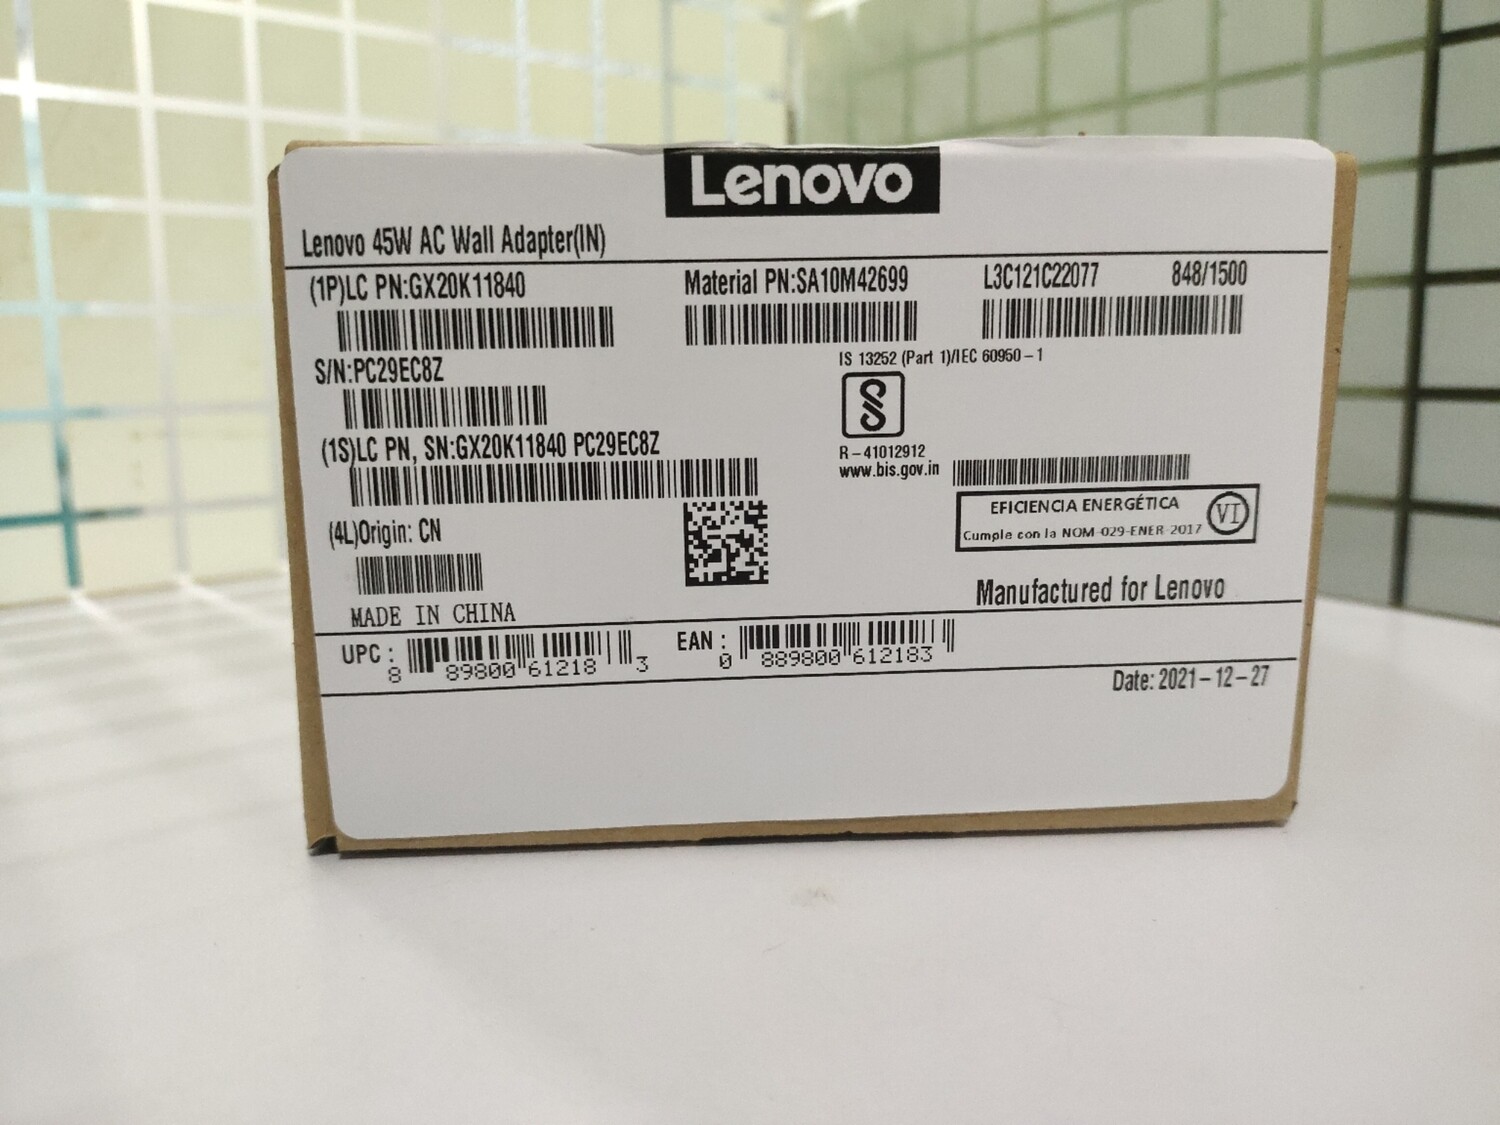 Lenovo
Lenovo 45W AC Wall Adapter(IN)
(1P)LC PN:GX20K11840
Material PN:SA10M42699
L3C121C22077 848/1500
S/N:PC29EC8Z
IS 13252 (Part 1)/IEC 60950-1
R-41012912
www.bis.gov.in
(1S)LC PN, SN:GX20K11840 PC29EC8Z
EFICIENCIA ENERGÉTICA
Cumple con la NOM-029-ENER-2017
VI
(4L)Origin: CN
Manufactured for Lenovo
MADE IN CHINA
UPC: 8 89800 61218 3
EAN: 0 889800 612183
Date: 2021-12-27